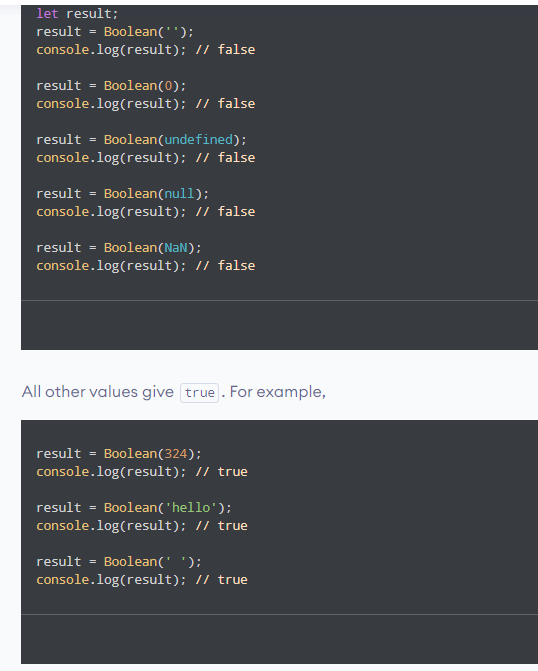 let result;
result = Boolean('');
console.log(result); // false
result = Boolean(0);
console.log(result); // false
result = Boolean(undefined);
console.log(result); // false
result = Boolean(null);
console.log(result); // false
result = Boolean(NaN);
console.log(result); // false
All other values give true. For example,
result = Boolean(324);
console.log(result); // true
result = Boolean('hello');
console.log(result); // true
result = Boolean(' ');
console.log(result); // true